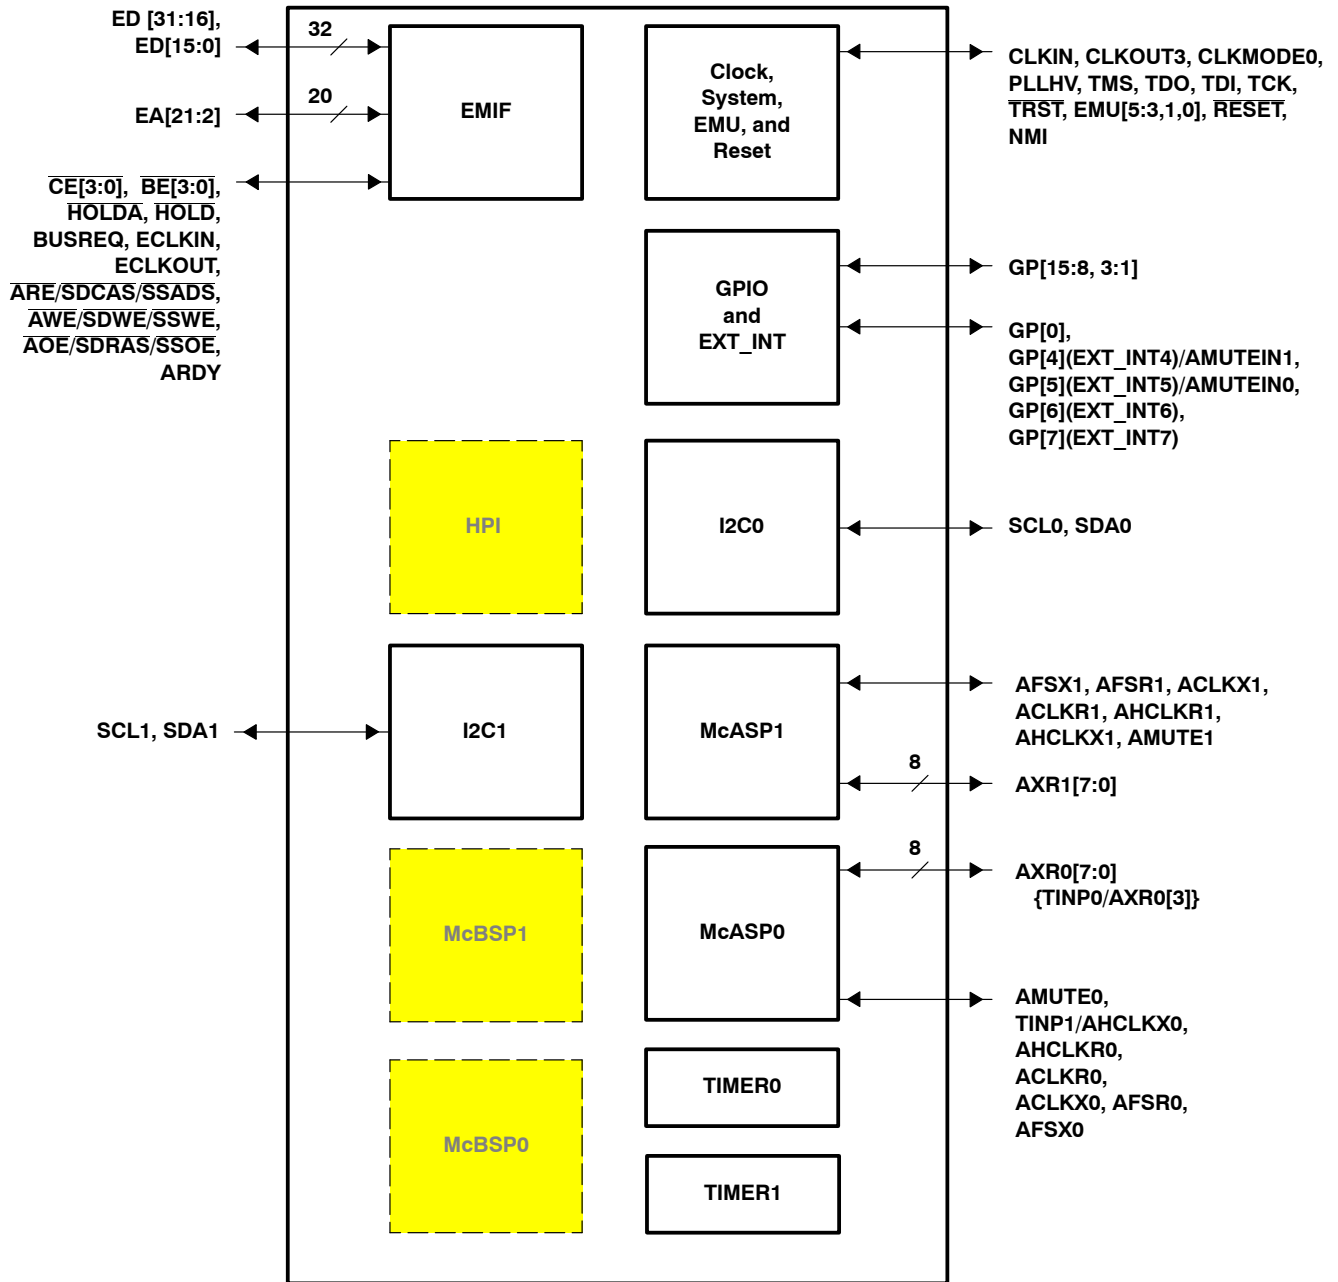 ED [31:16],
ED[15:0]
32
EA[21:2]
20
EMIF
CE[3:0], BE[3:0],
HOLDA, HOLD,
BUSREQ, ECLKIN,
ECLKOUT,
ARE/SDCAS/SSADS,
AWE/SDWE/SSWE,
AOE/SDRAS/SSOE,
ARDY
Clock,
System,
EMU, and
Reset
CLKIN, CLKOUT3, CLKMODE0,
PLLHV, TMS, TDO, TDI, TCK,
TRST, EMU[5:3,1,0], RESET,
NMI
GPIO
and
EXT_INT
GP[15:8, 3:1]
GP[0],
GP[4](EXT_INT4)/AMUTEIN1,
GP[5](EXT_INT5)/AMUTEIN0,
GP[6](EXT_INT6),
GP[7](EXT_INT7)
HPI
I2C0
SCL0, SDA0
SCL1, SDA1
I2C1
McASP1
AFSX1, AFSR1, ACLKX1,
ACLKR1, AHCLKR1,
AHCLKX1, AMUTE1
8
AXR1[7:0]
McBSP1
McASP0
8
AXR0[7:0]
{TINP0/AXR0[3]}
AMUTE0,
TINP1/AHCLKX0,
AHCLKR0,
ACLKR0,
ACLKX0, AFSR0,
AFSX0
McBSP0
TIMER0
TIMER1